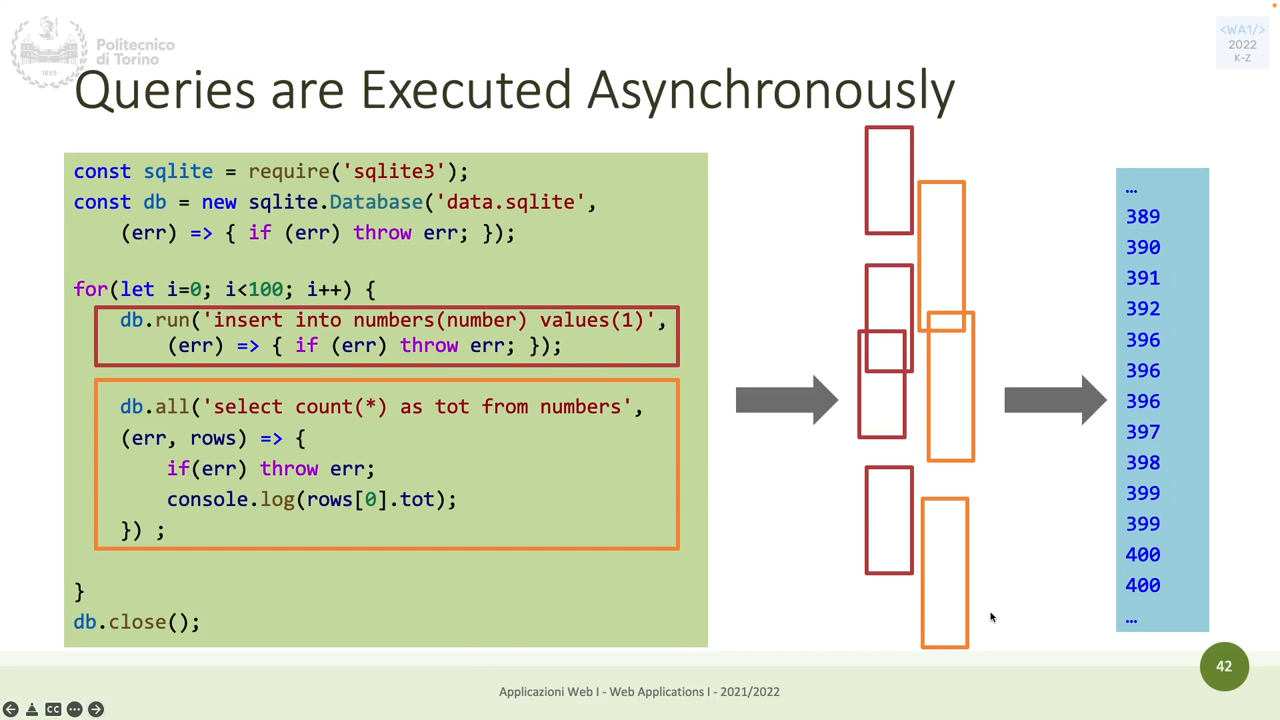 Politecnico
di Torino
1859
<WA1/>
2022
K-Z
Queries are Executed Asynchronously
const sqlite = require('sqlite3');
const db = new sqlite.Database('data.sqlite',
(err) => { if (err) throw err; });
for(let i=0; i<100; i++) {
db.run('insert into numbers(number) values(1)',
(err) => { if (err) throw err; });
db.all('select count(*) as tot from numbers',
(err, rows) => {
if(err) throw err;
console.log(rows[0].tot);
}) ;
}
db.close();
…
389
390
391
392
396
396
396
397
398
399
399
400
400
…
42
Applicazioni Web I - Web Applications I - 2021/2022
CC